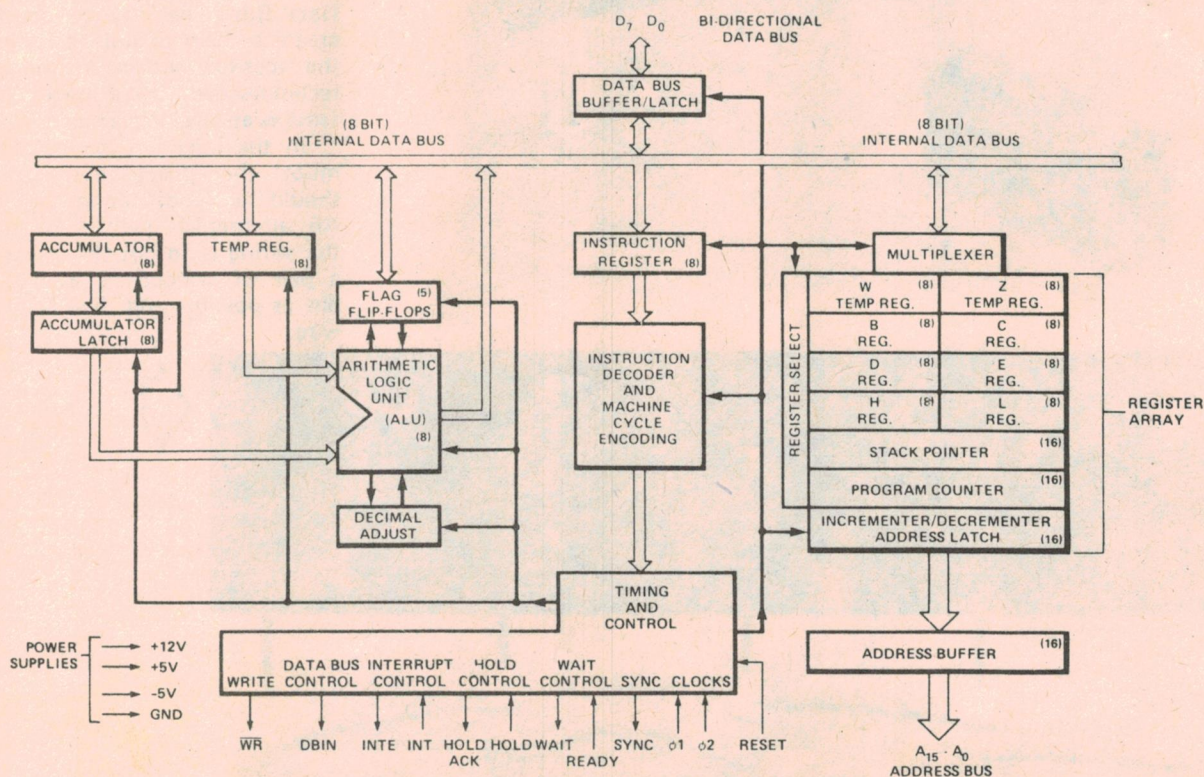 D7 D0 BI-DIRECTIONAL
DATA BUS
DATA BUS
BUFFER/LATCH
(8 BIT)
INTERNAL DATA BUS
(8 BIT)
INTERNAL DATA BUS
ACCUMULATOR
(8)
TEMP. REG.
(8)
INSTRUCTION
REGISTER (8)
MULTIPLEXER
ACCUMULATOR
LATCH (8)
FLAG (5)
FLIP-FLOPS
ARITHMETIC
LOGIC
UNIT
(ALU)
(8)
DECIMAL
ADJUST
INSTRUCTION
DECODER
AND
MACHINE
CYCLE
ENCODING
REGISTER SELECT
W (8)
TEMP REG.
Z (8)
TEMP REG.
B (8)
REG.
C (8)
REG.
D (8)
REG.
E (8)
REG.
H (8)
REG.
L (8)
REG.
STACK POINTER (16)
PROGRAM COUNTER (16)
INCREMENTER/DECREMENTER
ADDRESS LATCH (16)
REGISTER
ARRAY
TIMING
AND
CONTROL
WRITE
DATA BUS
CONTROL
INTERRUPT
CONTROL
HOLD
CONTROL
WAIT
CONTROL
SYNC
CLOCKS
ADDRESS BUFFER (16)
POWER
SUPPLIES
+12V
+5V
-5V
GND
WR
DBIN
INTE
INT
HOLD
ACK
HOLD
WAIT
READY
SYNC
φ1
φ2
RESET
A15 - A0
ADDRESS BUS